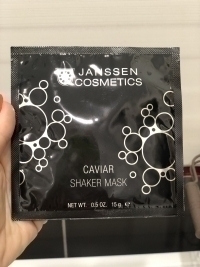 JANSSEN
COSMETICS
CAVIAR
SHAKER MASK
NET WT. 0.5 OZ. 15 g. ℮